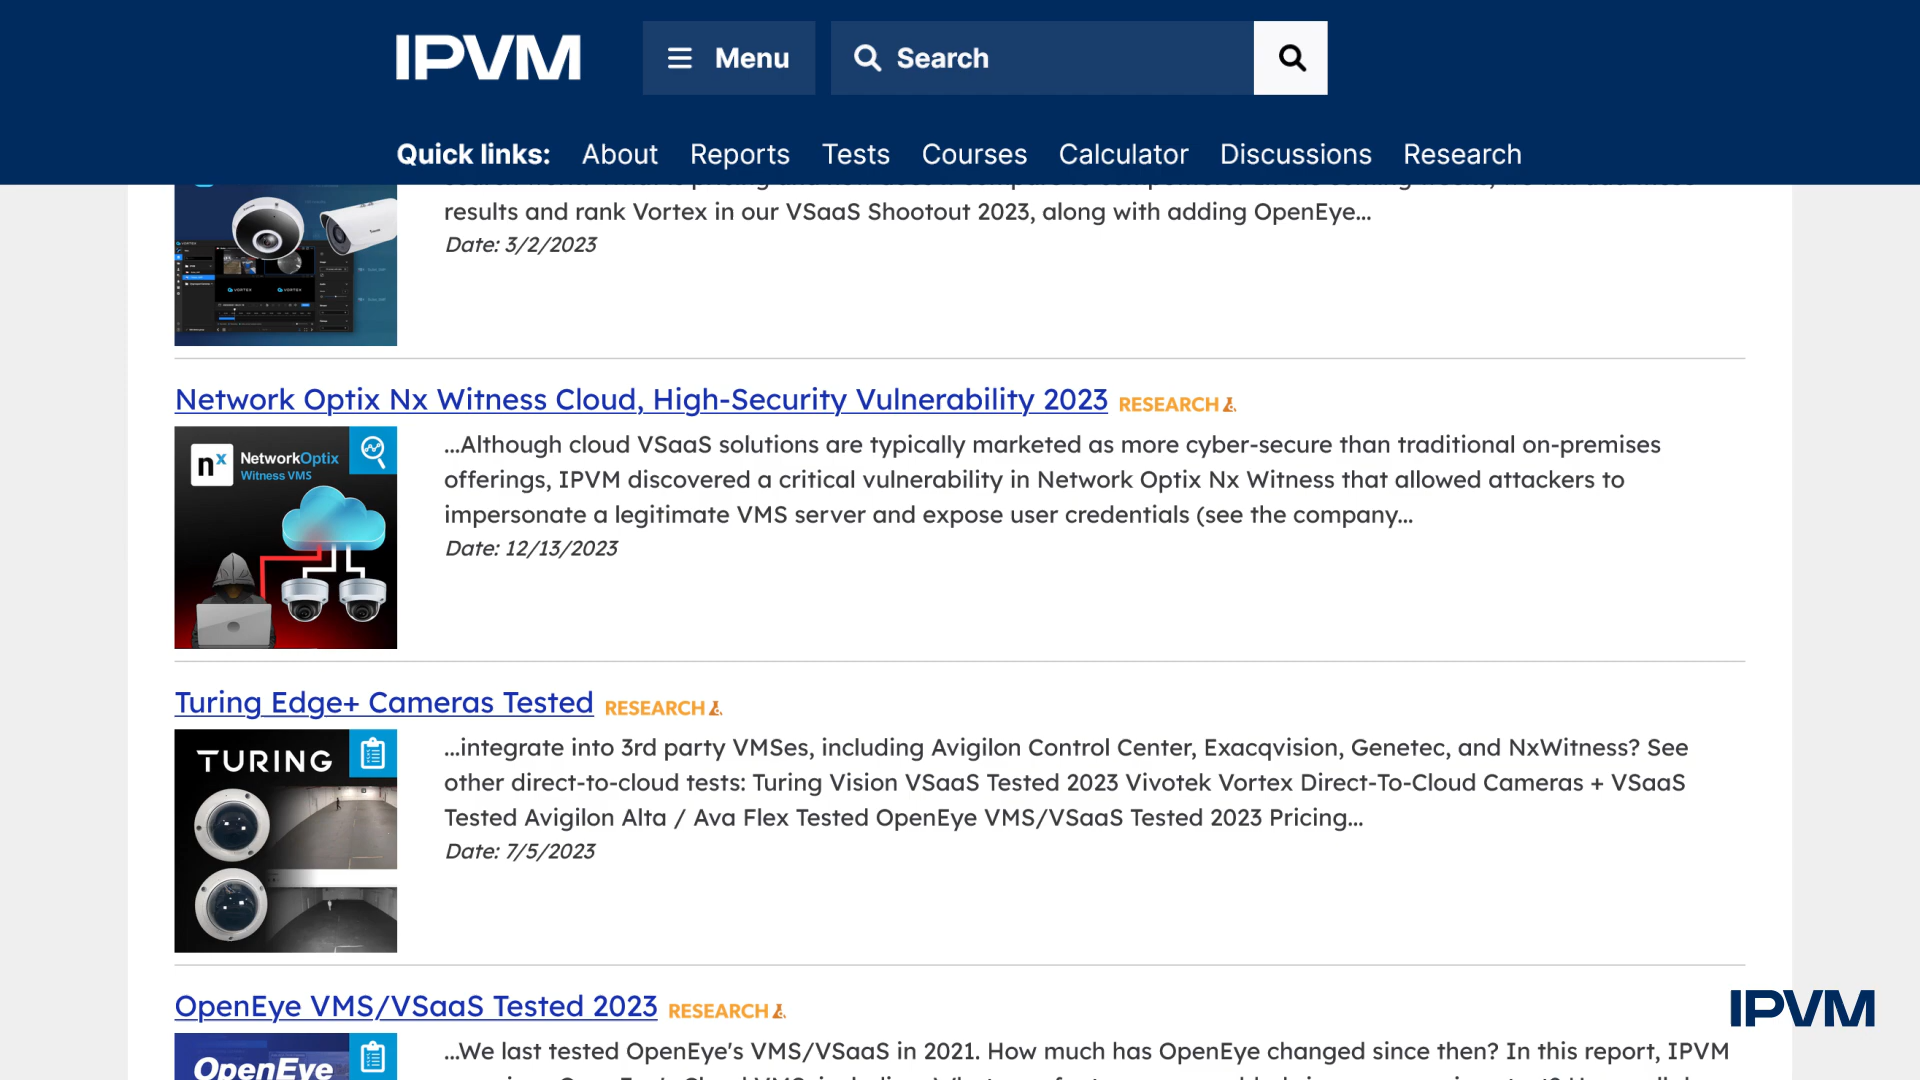 IPVM
Menu
Search
Quick links: About Reports Tests Courses Calculator Discussions Research
results and rank Vortex in our VSaaS Shootout 2023, along with adding OpenEye...
Date: 3/2/2023
VORTEX VORTEX
Network Optix Nx Witness Cloud, High-Security Vulnerability 2023 RESEARCH
nx NetworkOptix
Witness VMS
...Although cloud VSaaS solutions are typically marketed as more cyber-secure than traditional on-premises
offerings, IPVM discovered a critical vulnerability in Network Optix Nx Witness that allowed attackers to
impersonate a legitimate VMS server and expose user credentials (see the company...
Date: 12/13/2023
Turing Edge+ Cameras Tested RESEARCH
TURING
...integrate into 3rd party VMSes, including Avigilon Control Center, Exacqvision, Genetec, and NxWitness? See
other direct-to-cloud tests: Turing Vision VSaaS Tested 2023 Vivotek Vortex Direct-To-Cloud Cameras + VSaaS
Tested Avigilon Alta / Ava Flex Tested OpenEye VMS/VSaaS Tested 2023 Pricing...
Date: 7/5/2023
OpenEye VMS/VSaaS Tested 2023 RESEARCH
OpenEye
...We last tested OpenEye's VMS/VSaaS in 2021. How much has OpenEye changed since then? In this report, IPVM
IPVM